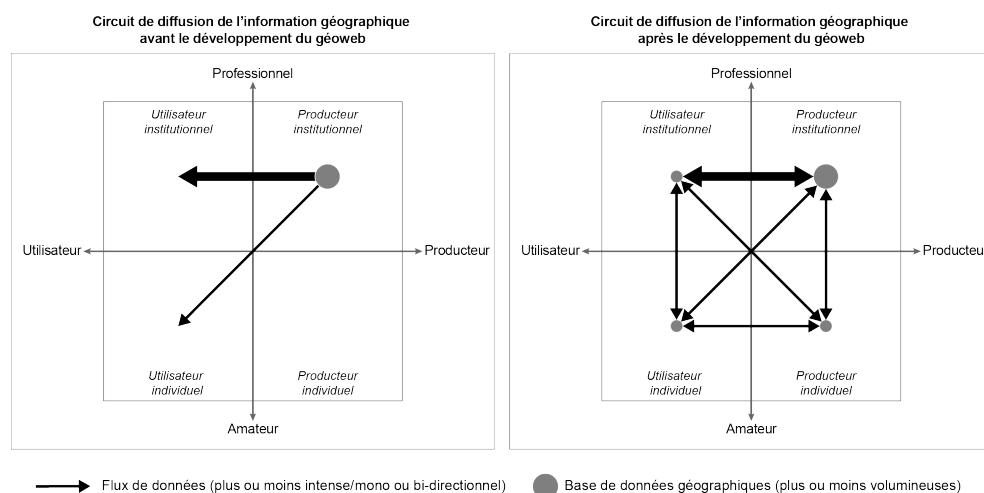 Circuit de diffusion de l'information géographique
avant le développement du géoweb
Professionnel
Utilisateur
institutionnel
Producteur
institutionnel
Utilisateur
Producteur
Utilisateur
individuel
Producteur
individuel
Amateur
Circuit de diffusion de l'information géographique
après le développement du géoweb
Professionnel
Utilisateur
institutionnel
Producteur
institutionnel
Utilisateur
Producteu
Utilisateur
individuel
Producteur
individuel
Amateur
Flux de données (plus ou moins intense/mono ou bi-directionnel)
Base de données géographiques (plus ou moins volumineuses)